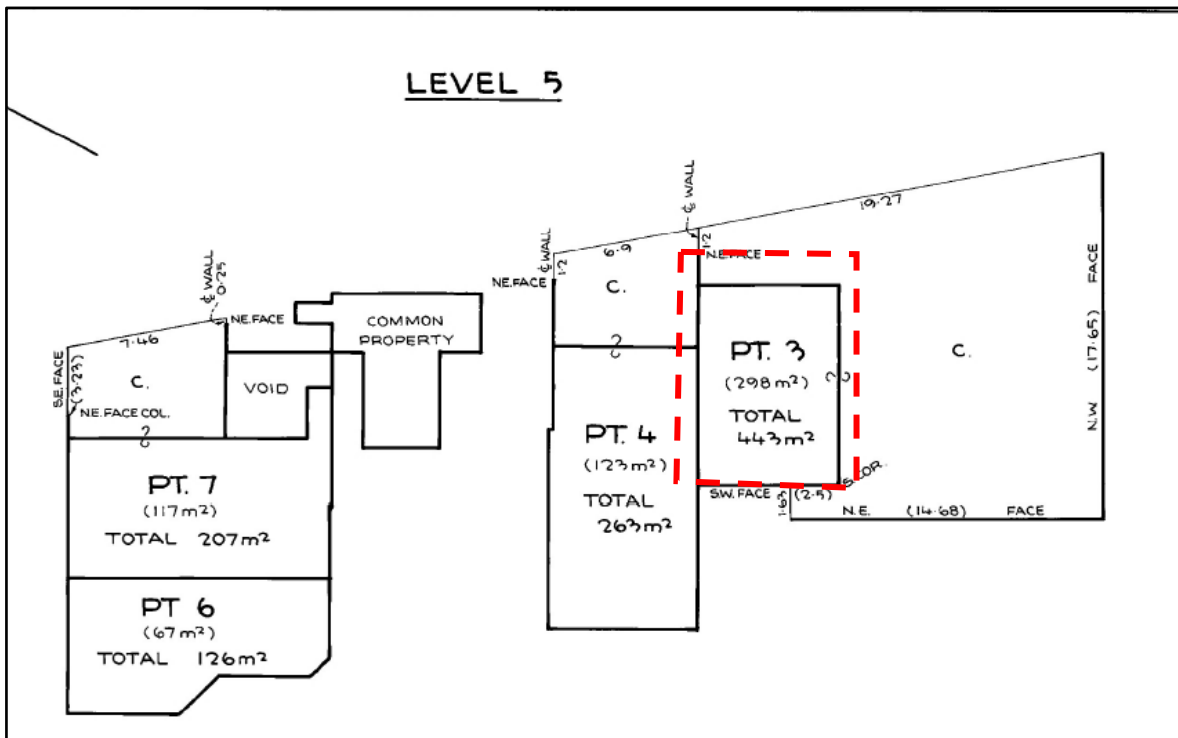 LEVEL 5
℄ WALL
0·25
7·46
NE.FACE
S.E. FACE
(3·23)
C.
NE.FACE COL.
VOID
COMMON
PROPERTY
PT. 7
(117m²)
TOTAL 207m²
PT 6
(67m²)
TOTAL 126m²
℄ WALL
1·2
6·9
NE.FACE
C.
PT. 4
(123m²)
TOTAL
263m²
℄ WALL
1·2
N.E.FACE
19·27
PT. 3
(298m²)
TOTAL
443m²
C.
N.W (17·65) FACE
S.W. FACE
(2·5)
S.COR.
1·63
N.E. (14·68) FACE